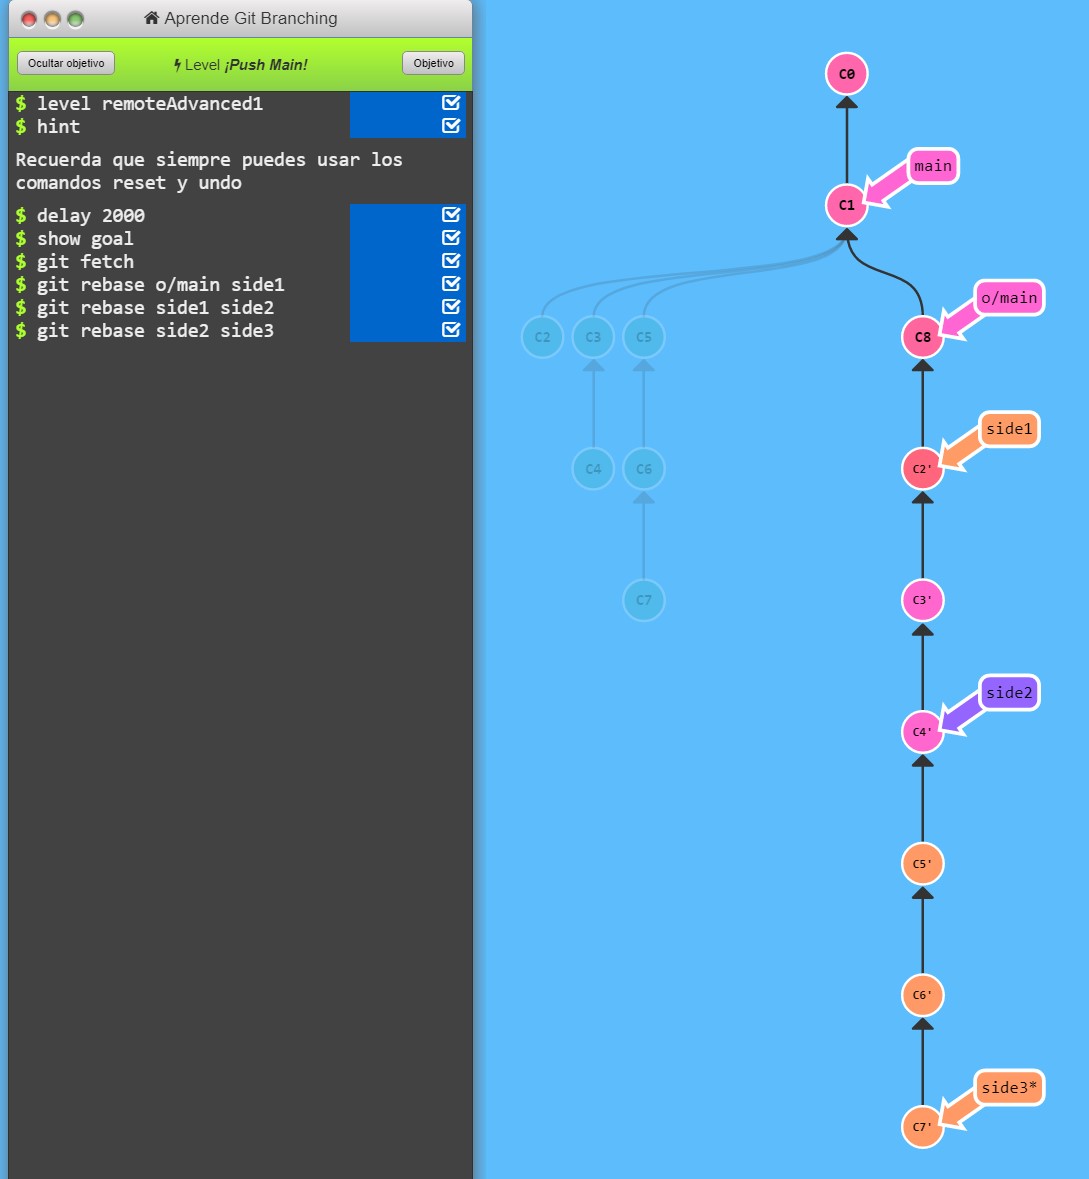 Aprende Git Branching
Ocultar objetivo
Level ¡Push Main!
Objetivo
$ level remoteAdvanced1
$ hint
Recuerda que siempre puedes usar los
comandos reset y undo
$ delay 2000
$ show goal
$ git fetch
$ git rebase o/main side1
$ git rebase side1 side2
$ git rebase side2 side3
C0
main
C1
o/main
C2 C3 C5 C8
side1
C4 C6 C2'
C7 C3'
side2
C4'
C5'
C6'
side3*
C7'